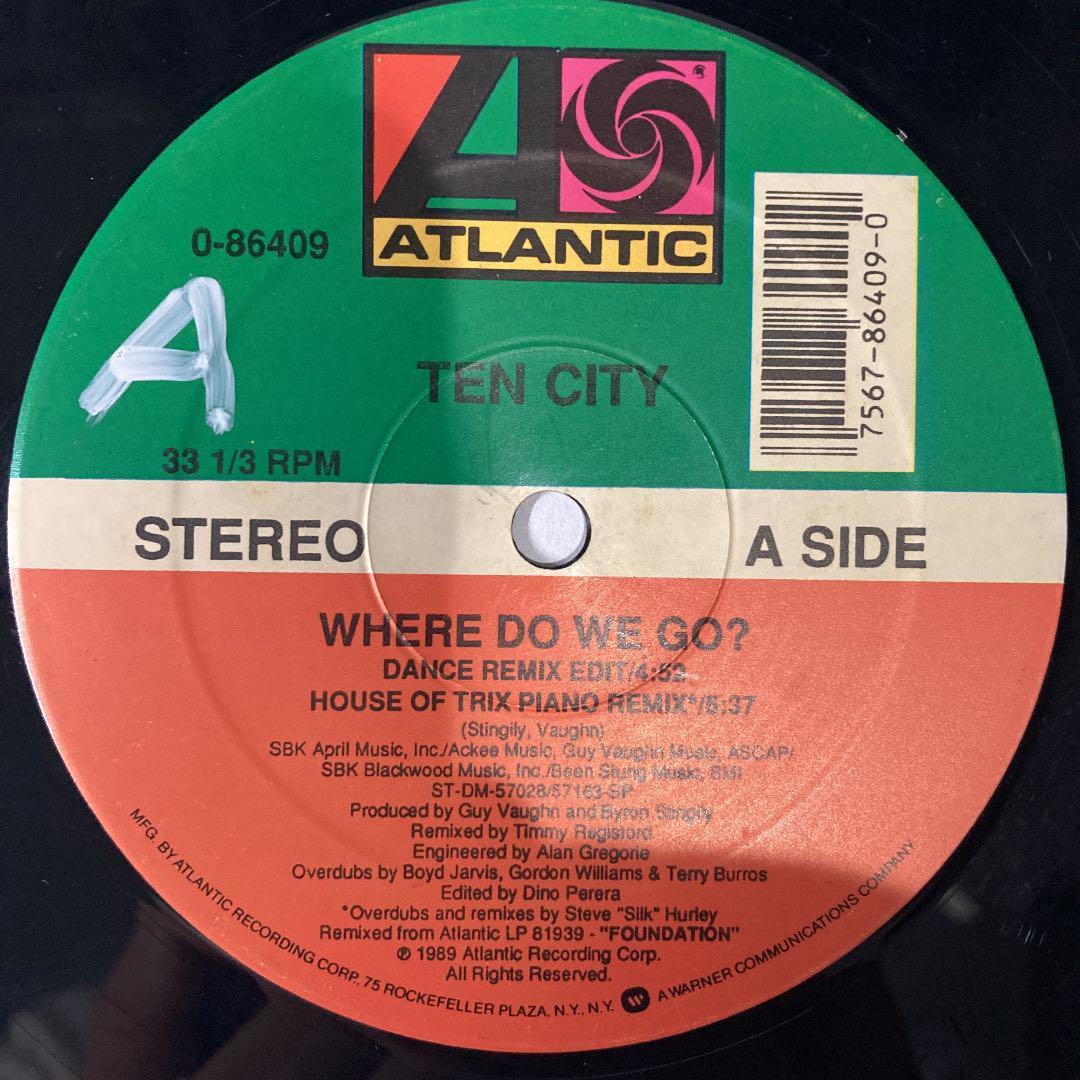 ATLANTIC
®
0-86409
7567-86409-0
A
TEN CITY
33 1/3 RPM
STEREO
A SIDE
WHERE DO WE GO?
DANCE REMIX EDIT/4:52
HOUSE OF TRIX PIANO REMIX*/5:37
(Stingily, Vaughn)
SBK April Music, Inc./Ackee Music, Guy Vaughn Music, ASCAP/
SBK Blackwood Music, Inc./Been Stung Music, BMI
ST-DM-57028/57163-SP
Produced by Guy Vaughn and Byron Stingily
Remixed by Timmy Regisford
Engineered by Alan Gregorie
Overdubs by Boyd Jarvis, Gordon Williams & Terry Burros
Edited by Dino Perera
*Overdubs and remixes by Steve "Silk" Hurley
Remixed from Atlantic LP 81939 - "FOUNDATION"
℗ 1989 Atlantic Recording Corp.
All Rights Reserved.
MFG. BY ATLANTIC RECORDING CORP., 75 ROCKEFELLER PLAZA, N.Y., N.Y. A WARNER COMMUNICATIONS COMPANY